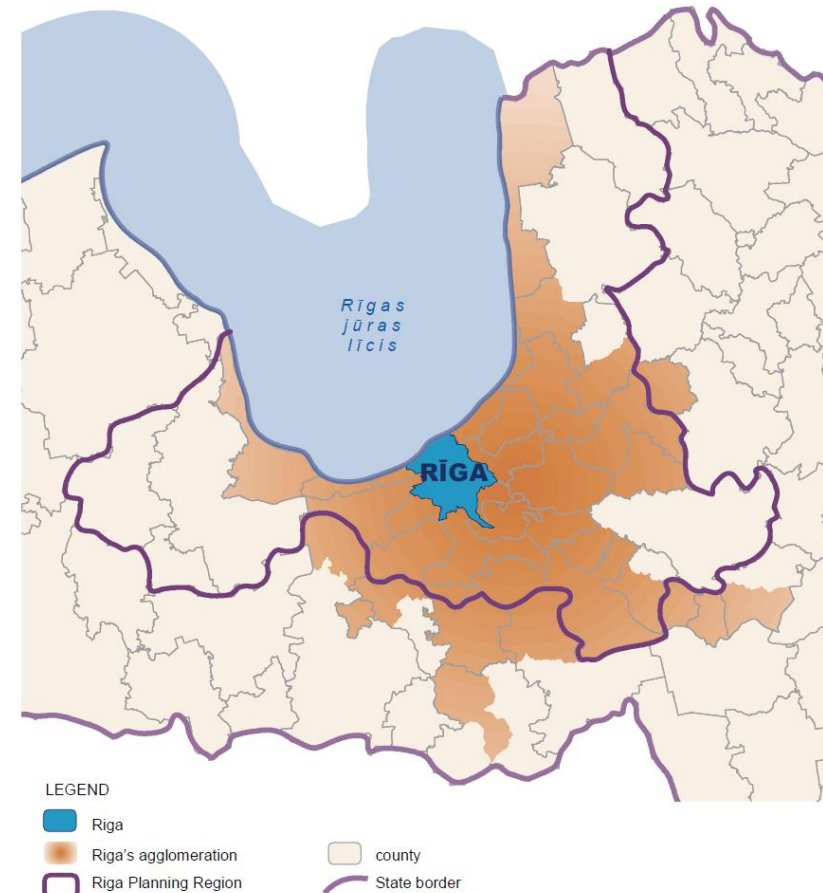 Rīgas
jūras
līcis
RĪGA
LEGEND
Riga
Riga's agglomeration
county
Riga Planning Region
State border